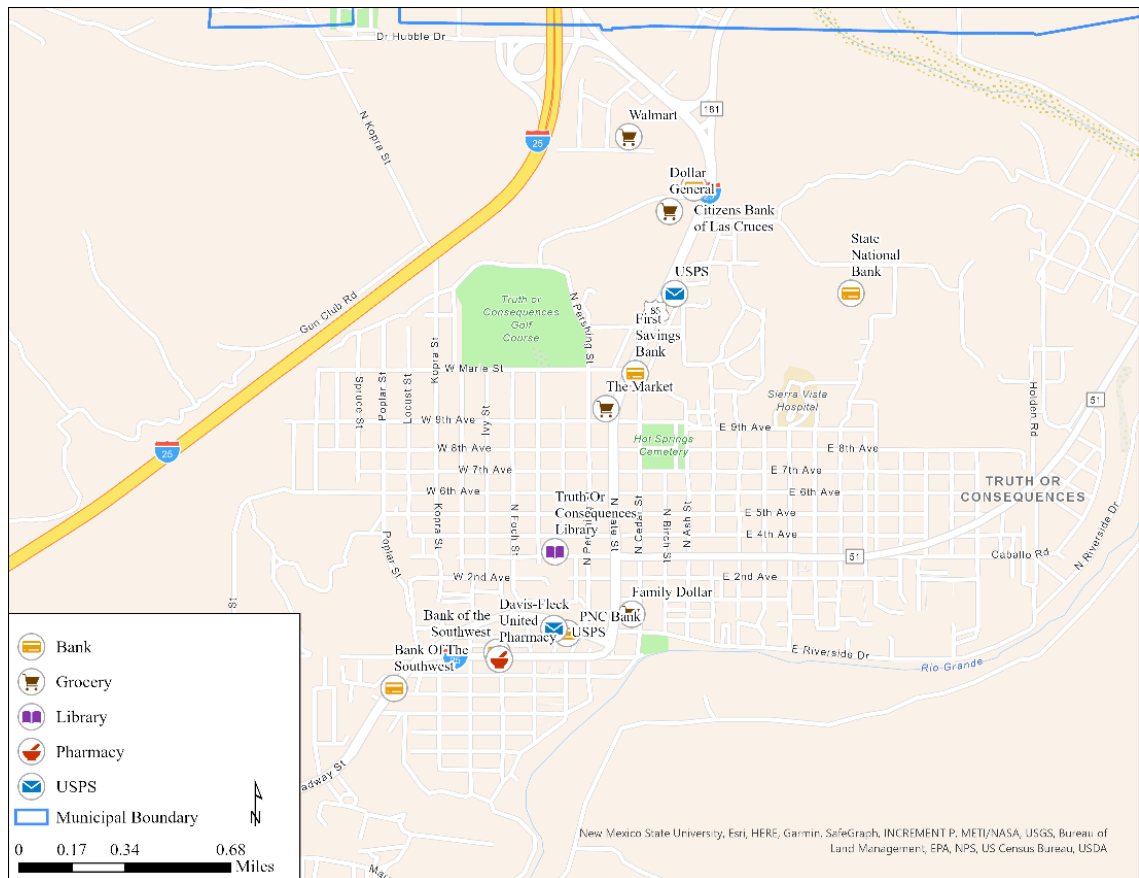 Dr Hubble Dr
N Kopra St
181
Walmart
25
Dollar
General
Citizens Bank
of Las Cruces
State
National
Bank
USPS
85
First
Savings
Bank
Truth or
Consequences
Golf
Course
N Pershing St
Gun Club Rd
Kopra St
W Marie St
The Market
Spruce St
Poplar St
Locust St
Ivy St
Sierra Vista
Hospital
Holden Rd
51
W 9th Ave
E 9th Ave
Hot Springs
Cemetery
25
W 8th Ave
E 8th Ave
W 7th Ave
E 7th Ave
TRUTH OR
CONSEQUENCES
W 6th Ave
E 6th Ave
Truth Or
Consequences
Library
Kopra St
N Foch St
N Cedar St
N Birch St
N Ash St
E 5th Ave
E 4th Ave
N Riverside Dr
Poplar St
51
Caballo Rd
W 2nd Ave
E 2nd Ave
81
Family Dollar
Davis-Fleck
United
Pharmacy
Bank of the
Southwest
PNC Bank
USPS
Bank Of The
Southwest
E Riverside Dr
Rio Grande
adway St
Bank
Grocery
Library
Pharmacy
USPS
Municipal Boundary
N
0 0.17 0.34 0.68
Miles
New Mexico State University, Esri, HERE, Garmin, SafeGraph, INCREMENT P, METI/NASA, USGS, Bureau of
Land Management, EPA, NPS, US Census Bureau, USDA